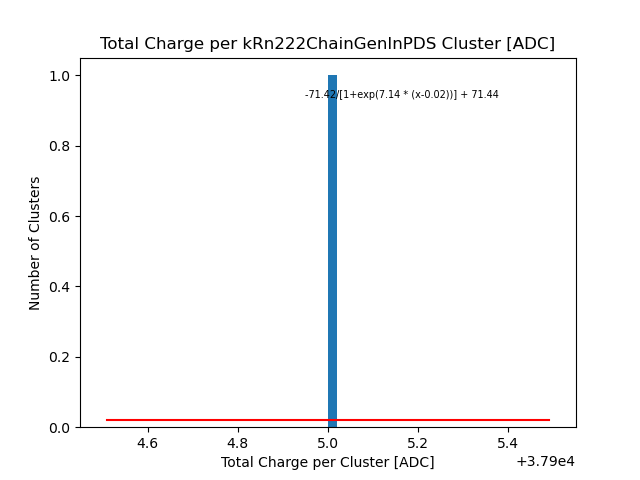 Total Charge per kRn222ChainGenInPDS Cluster [ADC]
1.0
-71.42/[1+exp(7.14 * (x-0.02))] + 71.44
0.8
0.6
Number of Clusters
0.4
0.2
0.0
4.6 4.8 5.0 5.2 5.4
Total Charge per Cluster [ADC]
+3.79e4